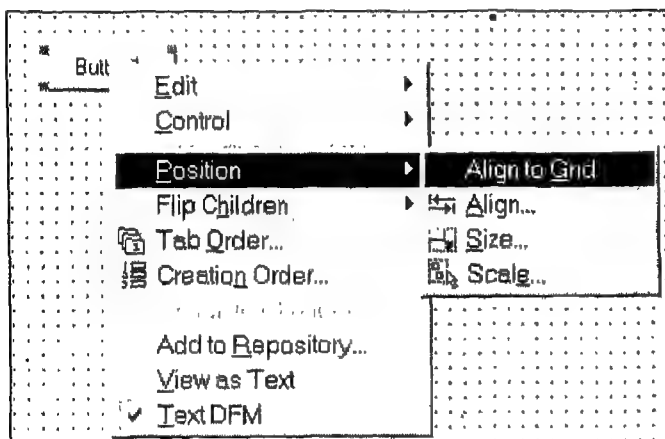 Butt
Edit
Control
Position
Flip Children
Tab Order...
Creation Order...
Add to Repository...
View as Text
Text DFM
Align to Grid
Align...
Size...
Scale...